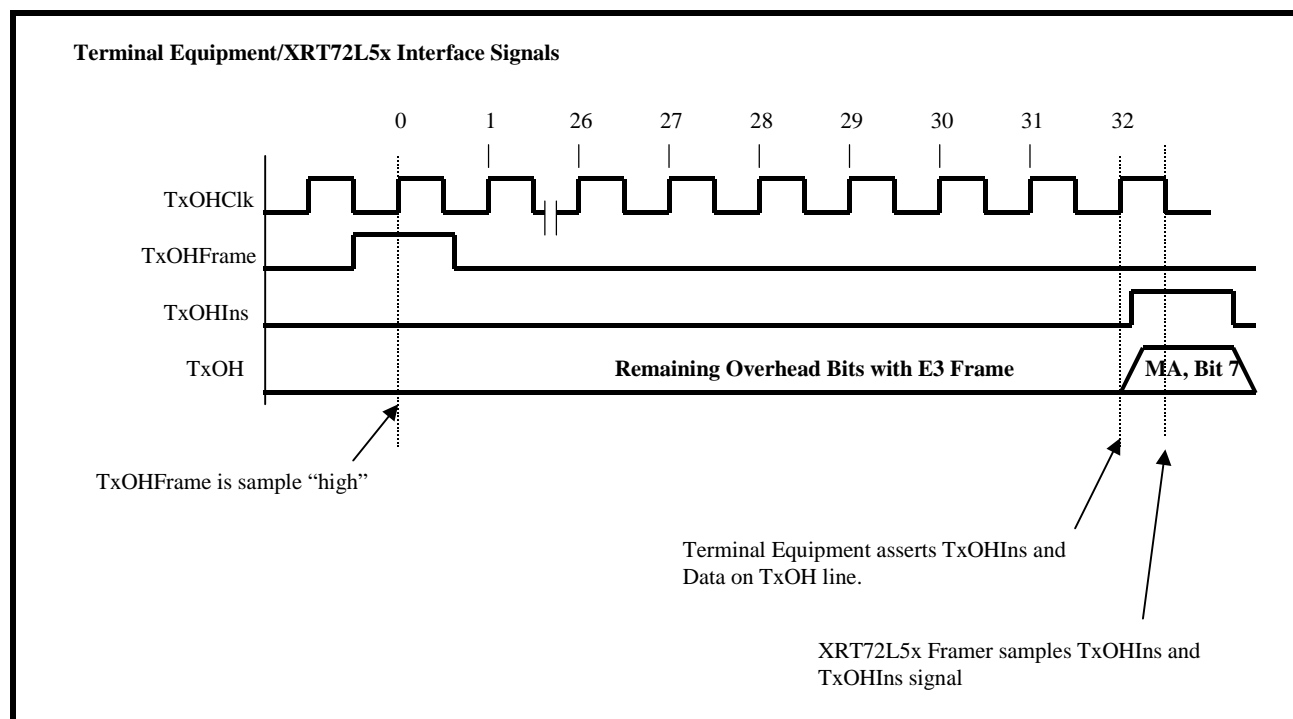 Terminal Equipment/XRT72L5x Interface Signals
0 1 26 27 28 29 30 31 32
TxOHClk
TxOHFrame
TxOHIns
TxOH
Remaining Overhead Bits with E3 Frame
MA, Bit 7
TxOHFrame is sample “high”
Terminal Equipment asserts TxOHIns and
Data on TxOH line.
XRT72L5x Framer samples TxOHIns and
TxOHIns signal